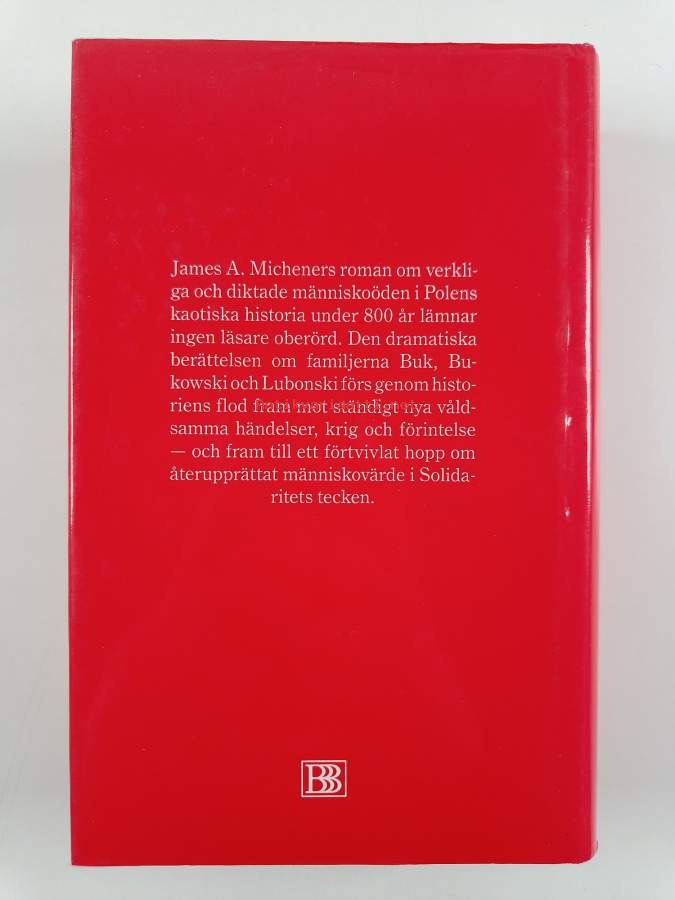 James A. Micheners roman om verkli-
ga och diktade människoöden i Polens
kaotiska historia under 800 år lämnar
ingen läsare oberörd. Den dramatiska
berättelsen om familjerna Buk, Bu-
kowski och Lubonski förs genom histo-
riens flod fram mot ständigt nya våld-
samma händelser, krig och förintelse
— och fram till ett förtvivlat hopp om
återupprättat människovärde i Solida-
ritets tecken.
BBB